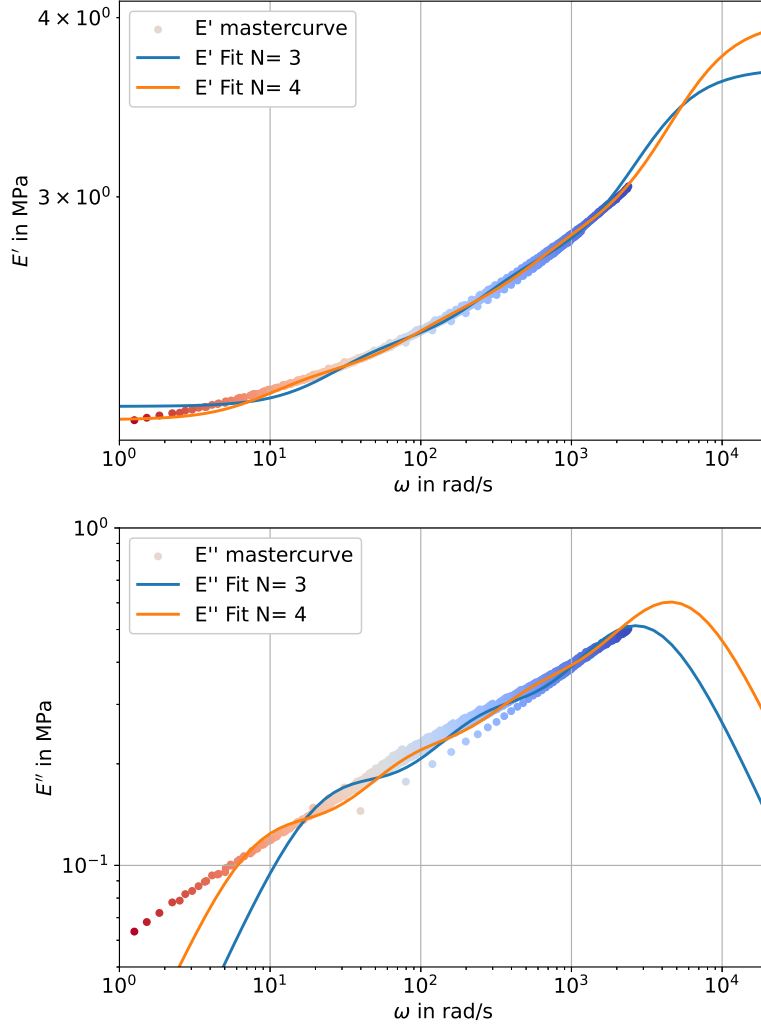 4 × 10⁰
E' mastercurve
E' Fit N= 3
E' Fit N= 4
3 × 10⁰
E′ in MPa
10⁰ 10¹ 10² 10³ 10⁴
ω in rad/s
10⁰
E'' mastercurve
E'' Fit N= 3
E'' Fit N= 4
E″ in MPa
10⁻¹
10⁰ 10¹ 10² 10³ 10⁴
ω in rad/s